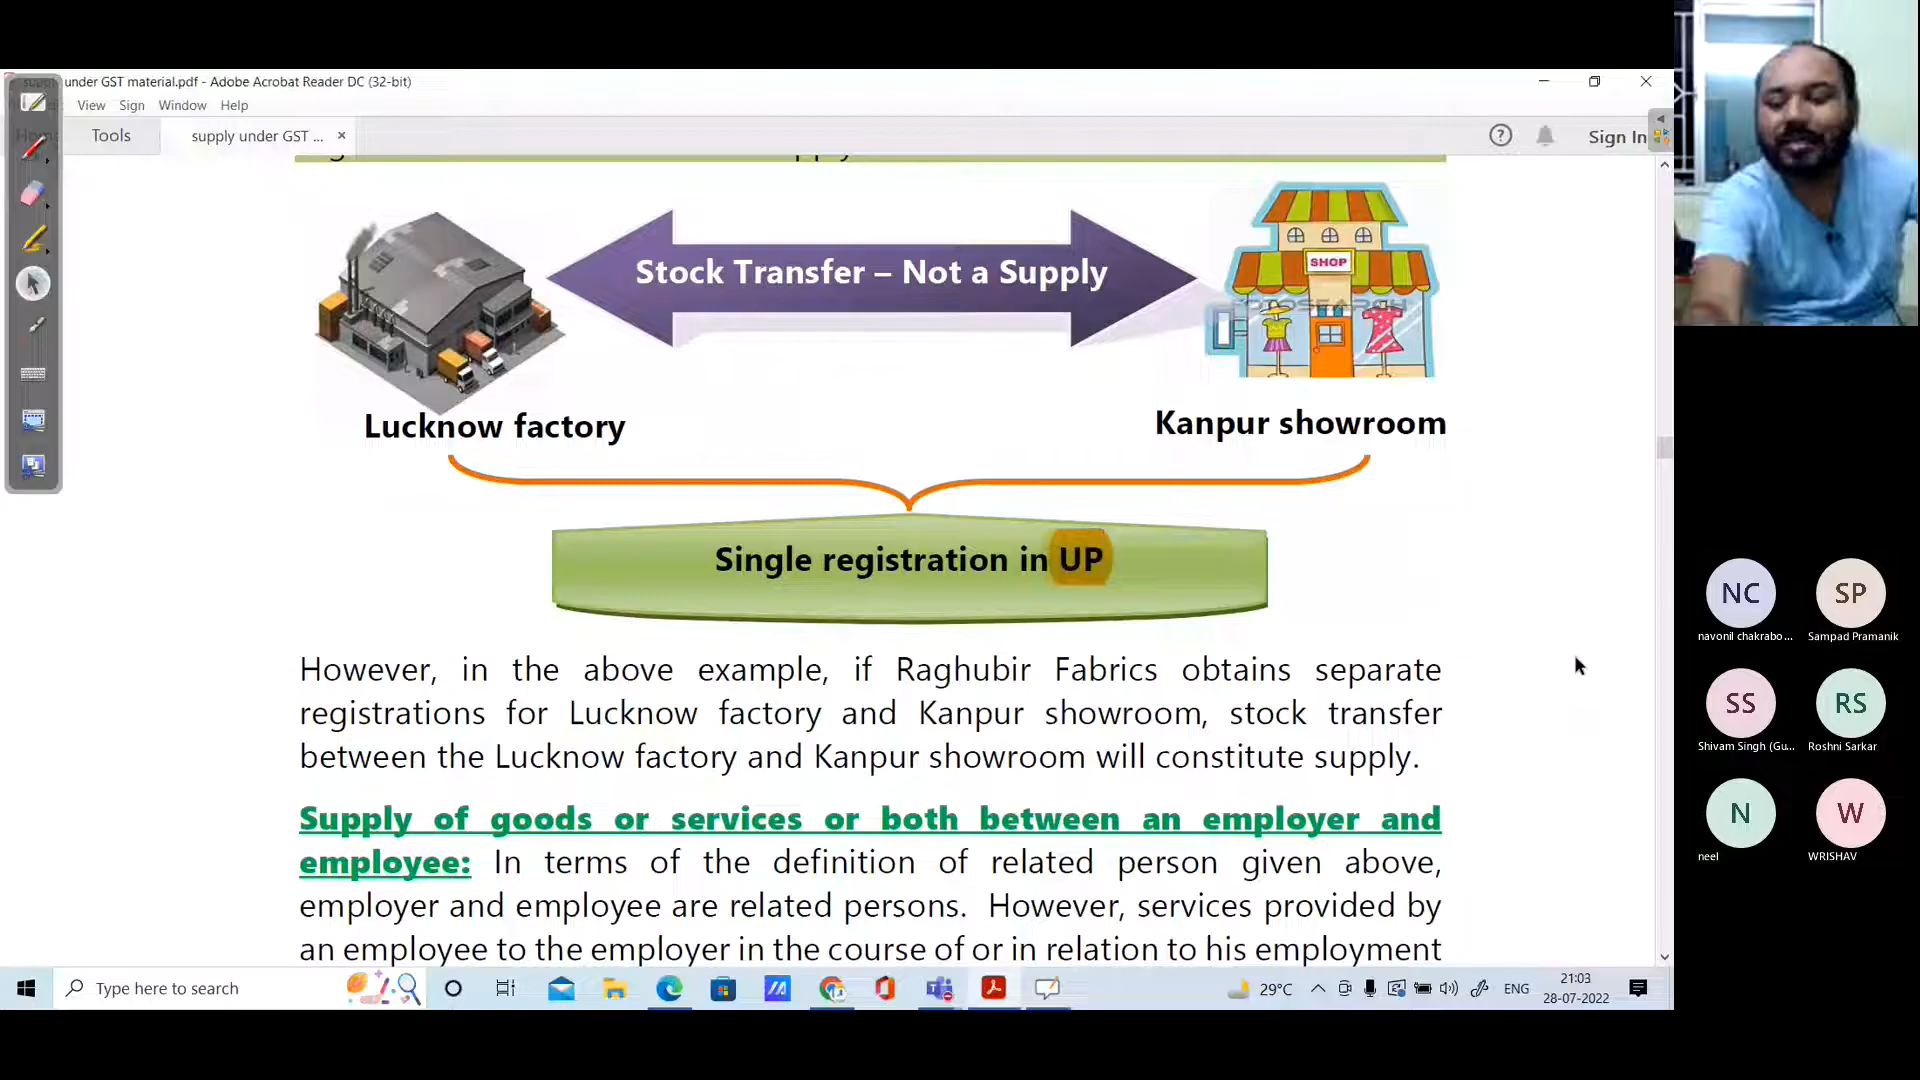 supply under GST material.pdf - Adobe Acrobat Reader DC (32-bit)
View Sign Window Help
Home Tools supply under GST ... × Sign In
Stock Transfer – Not a Supply
SHOP
FOTOSEARCH
Lucknow factory
Kanpur showroom
Single registration in UP
However, in the above example, if Raghubir Fabrics obtains separate
registrations for Lucknow factory and Kanpur showroom, stock transfer
between the Lucknow factory and Kanpur showroom will constitute supply.
Supply of goods or services or both between an employer and
employee: In terms of the definition of related person given above,
employer and employee are related persons. However, services provided by
an employee to the employer in the course of or in relation to his employment
Type here to search
29°C
ENG
21:03
28-07-2022
NC
navonil chakrabo...
SP
Sampad Pramanik
SS
Shivam Singh (Gu...
RS
Roshni Sarkar
N
neel
W
WRISHAV